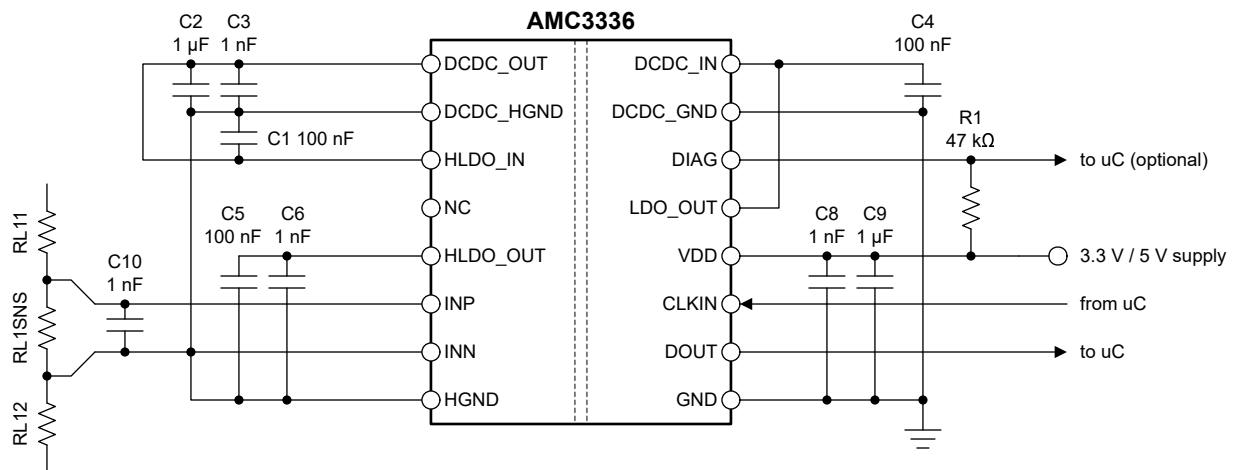 AMC3336
C2
1 µF
C3
1 nF
C4
100 nF
DCDC_OUT
DCDC_IN
DCDC_HGND
DCDC_GND
C1 100 nF
R1
47 kΩ
HLDO_IN
DIAG
to uC (optional)
NC
LDO_OUT
RL11
C5
100 nF
C6
1 nF
C8
1 nF
C9
1 µF
HLDO_OUT
VDD
3.3 V / 5 V supply
C10
1 nF
INP
CLKIN
from uC
RL1SNS
INN
DOUT
to uC
HGND
GND
RL12